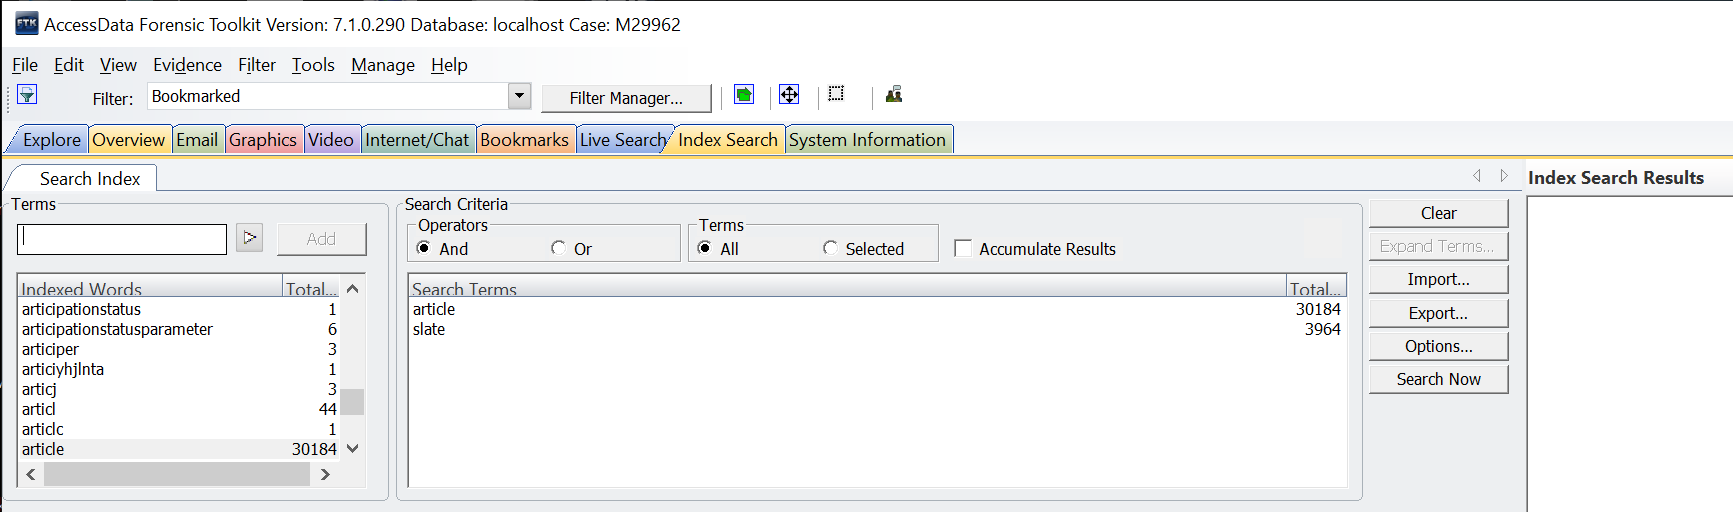 FTK AccessData Forensic Toolkit Version: 7.1.0.290 Database: localhost Case: M29962
File Edit View Evidence Filter Tools Manage Help
Filter: Bookmarked Filter Manager...
Explore Overview Email Graphics Video Internet/Chat Bookmarks Live Search Index Search System Information
Search Index
Index Search Results
Terms
Add
Indexed Words Total...
articipationstatus 1
articipationstatusparameter 6
articiper 3
articiyhjlnta 1
articj 3
articl 44
articlc 1
article 30184
Search Criteria
Operators
And Or
Terms
All Selected
Accumulate Results
Search Terms Total...
article 30184
slate 3964
Clear
Expand Terms...
Import...
Export...
Options...
Search Now